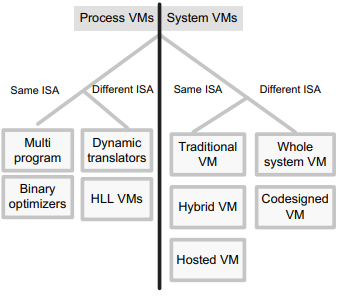 Process VMs
System VMs
Same ISA
Different ISA
Same ISA
Different ISA
Multi
program
Dynamic
translators
Traditional
VM
Whole
system VM
Binary
optimizers
HLL VMs
Hybrid VM
Codesigned
VM
Hosted VM